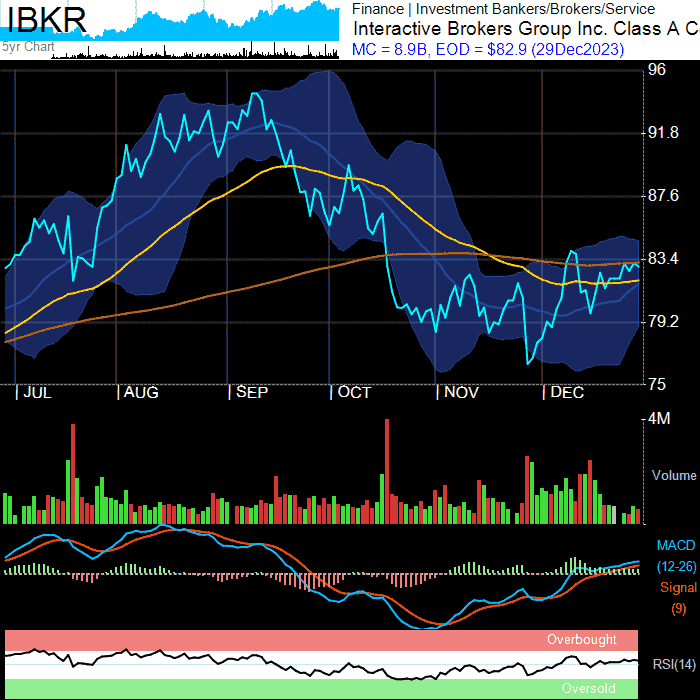 IBKR
5yr Chart
Finance | Investment Bankers/Brokers/Service
Interactive Brokers Group Inc. Class A C
MC = 8.9B, EOD = $82.9 (29Dec2023)
96
91.8
87.6
83.4
79.2
75
| JUL | AUG | SEP | OCT | NOV | DEC
4M
Volume
MACD
(12-26)
Signal
(9)
Overbought
RSI(14)
Oversold